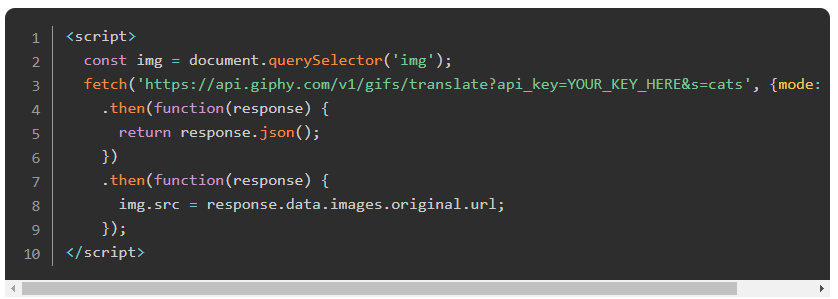 1 <script>
2 const img = document.querySelector('img');
3 fetch('https://api.giphy.com/v1/gifs/translate?api_key=YOUR_KEY_HERE&s=cats', {mode:
4 .then(function(response) {
5 return response.json();
6 })
7 .then(function(response) {
8 img.src = response.data.images.original.url;
9 });
10 </script>